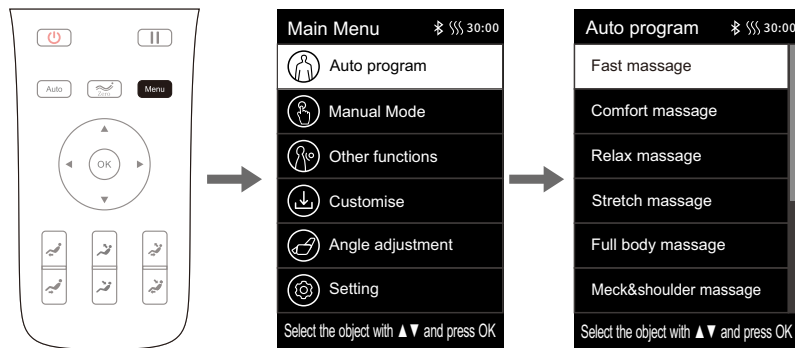 Auto
Zero
Menu
OK
Main Menu 30:00
Auto program
Manual Mode
Other functions
Customise
Angle adjustment
Setting
Select the object with ▲▼ and press OK
Auto program 30:00
Fast massage
Comfort massage
Relax massage
Stretch massage
Full body massage
Meck&shoulder massage
Select the object with ▲▼ and press OK